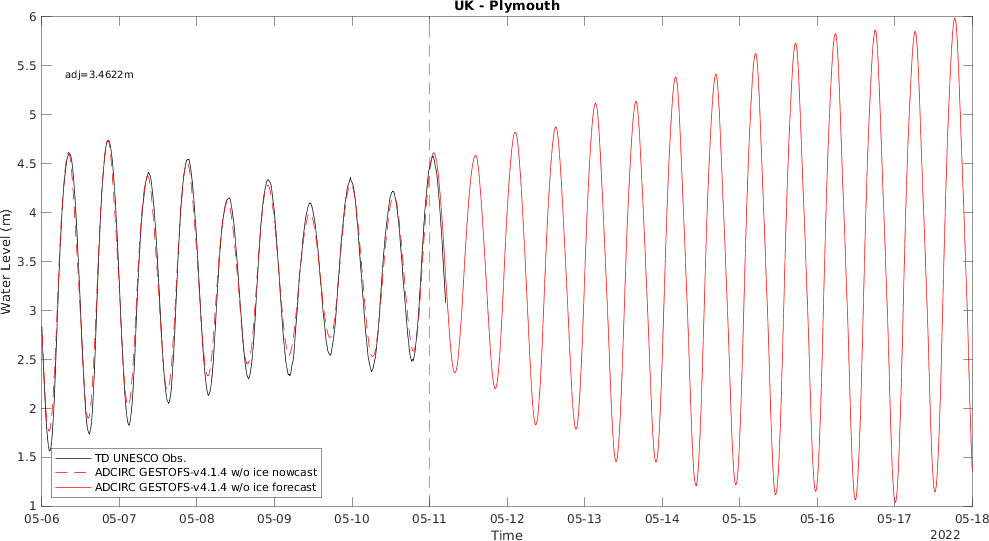 UK - Plymouth
adj=3.4622m
Water Level (m)
6
5.5
5
4.5
4
3.5
3
2.5
2
1.5
1
TD UNESCO Obs.
ADCIRC GESTOFS-v4.1.4 w/o ice nowcast
ADCIRC GESTOFS-v4.1.4 w/o ice forecast
05-06 05-07 05-08 05-09 05-10 05-11 05-12 05-13 05-14 05-15 05-16 05-17 05-18
Time
2022